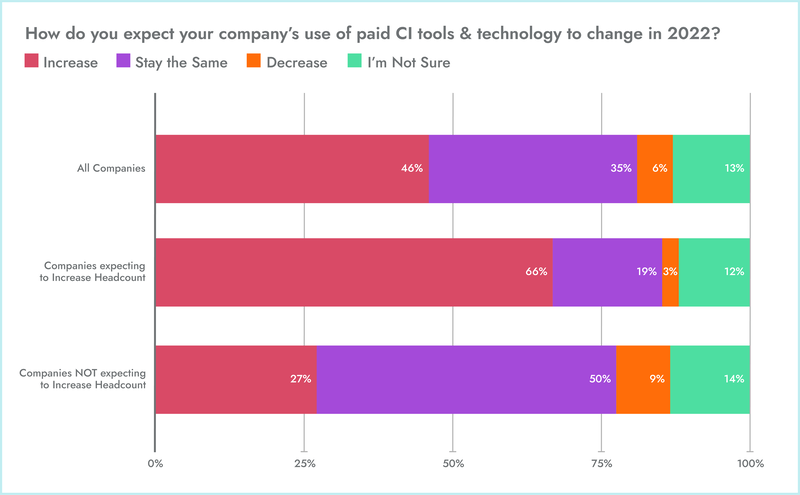 How do you expect your company's use of paid CI tools & technology to change in 2022?
Increase Stay the Same Decrease I'm Not Sure
All Companies 46% 35% 6% 13%
Companies expecting
to Increase Headcount 66% 19% 3% 12%
Companies NOT expecting
to Increase Headcount 27% 50% 9% 14%
0% 25% 50% 75% 100%